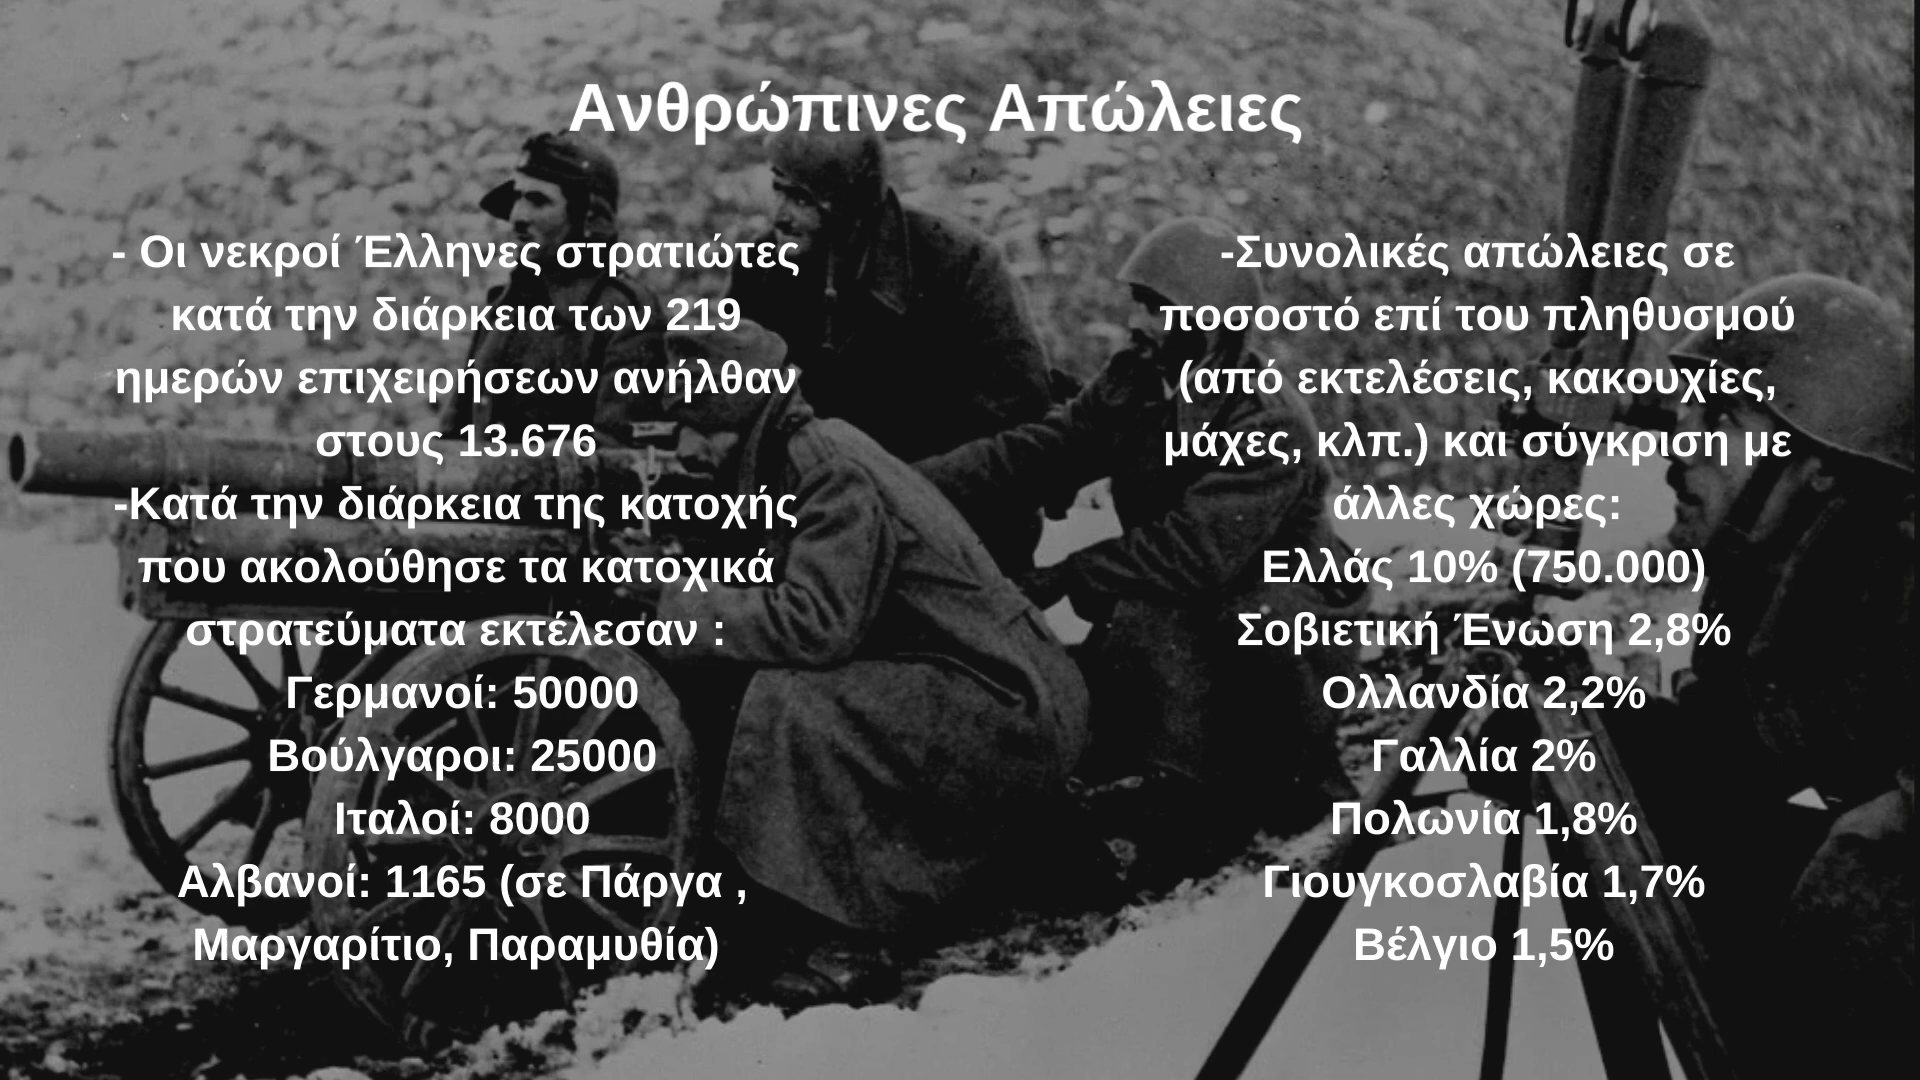 Ανθρώπινες Απώλειες
- Οι νεκροί Έλληνες στρατιώτες
κατά την διάρκεια των 219
ημερών επιχειρήσεων ανήλθαν
στους 13.676
-Κατά την διάρκεια της κατοχής
που ακολούθησε τα κατοχικά
στρατεύματα εκτέλεσαν :
Γερμανοί: 50000
Βούλγαροι: 25000
Ιταλοί: 8000
Αλβανοί: 1165 (σε Πάργα ,
Μαργαρίτιο, Παραμυθία)
-Συνολικές απώλειες σε
ποσοστό επί του πληθυσμού
(από εκτελέσεις, κακουχίες,
μάχες, κλπ.) και σύγκριση με
άλλες χώρες:
Ελλάς 10% (750.000)
Σοβιετική Ένωση 2,8%
Ολλανδία 2,2%
Γαλλία 2%
Πολωνία 1,8%
Γιουγκοσλαβία 1,7%
Βέλγιο 1,5%